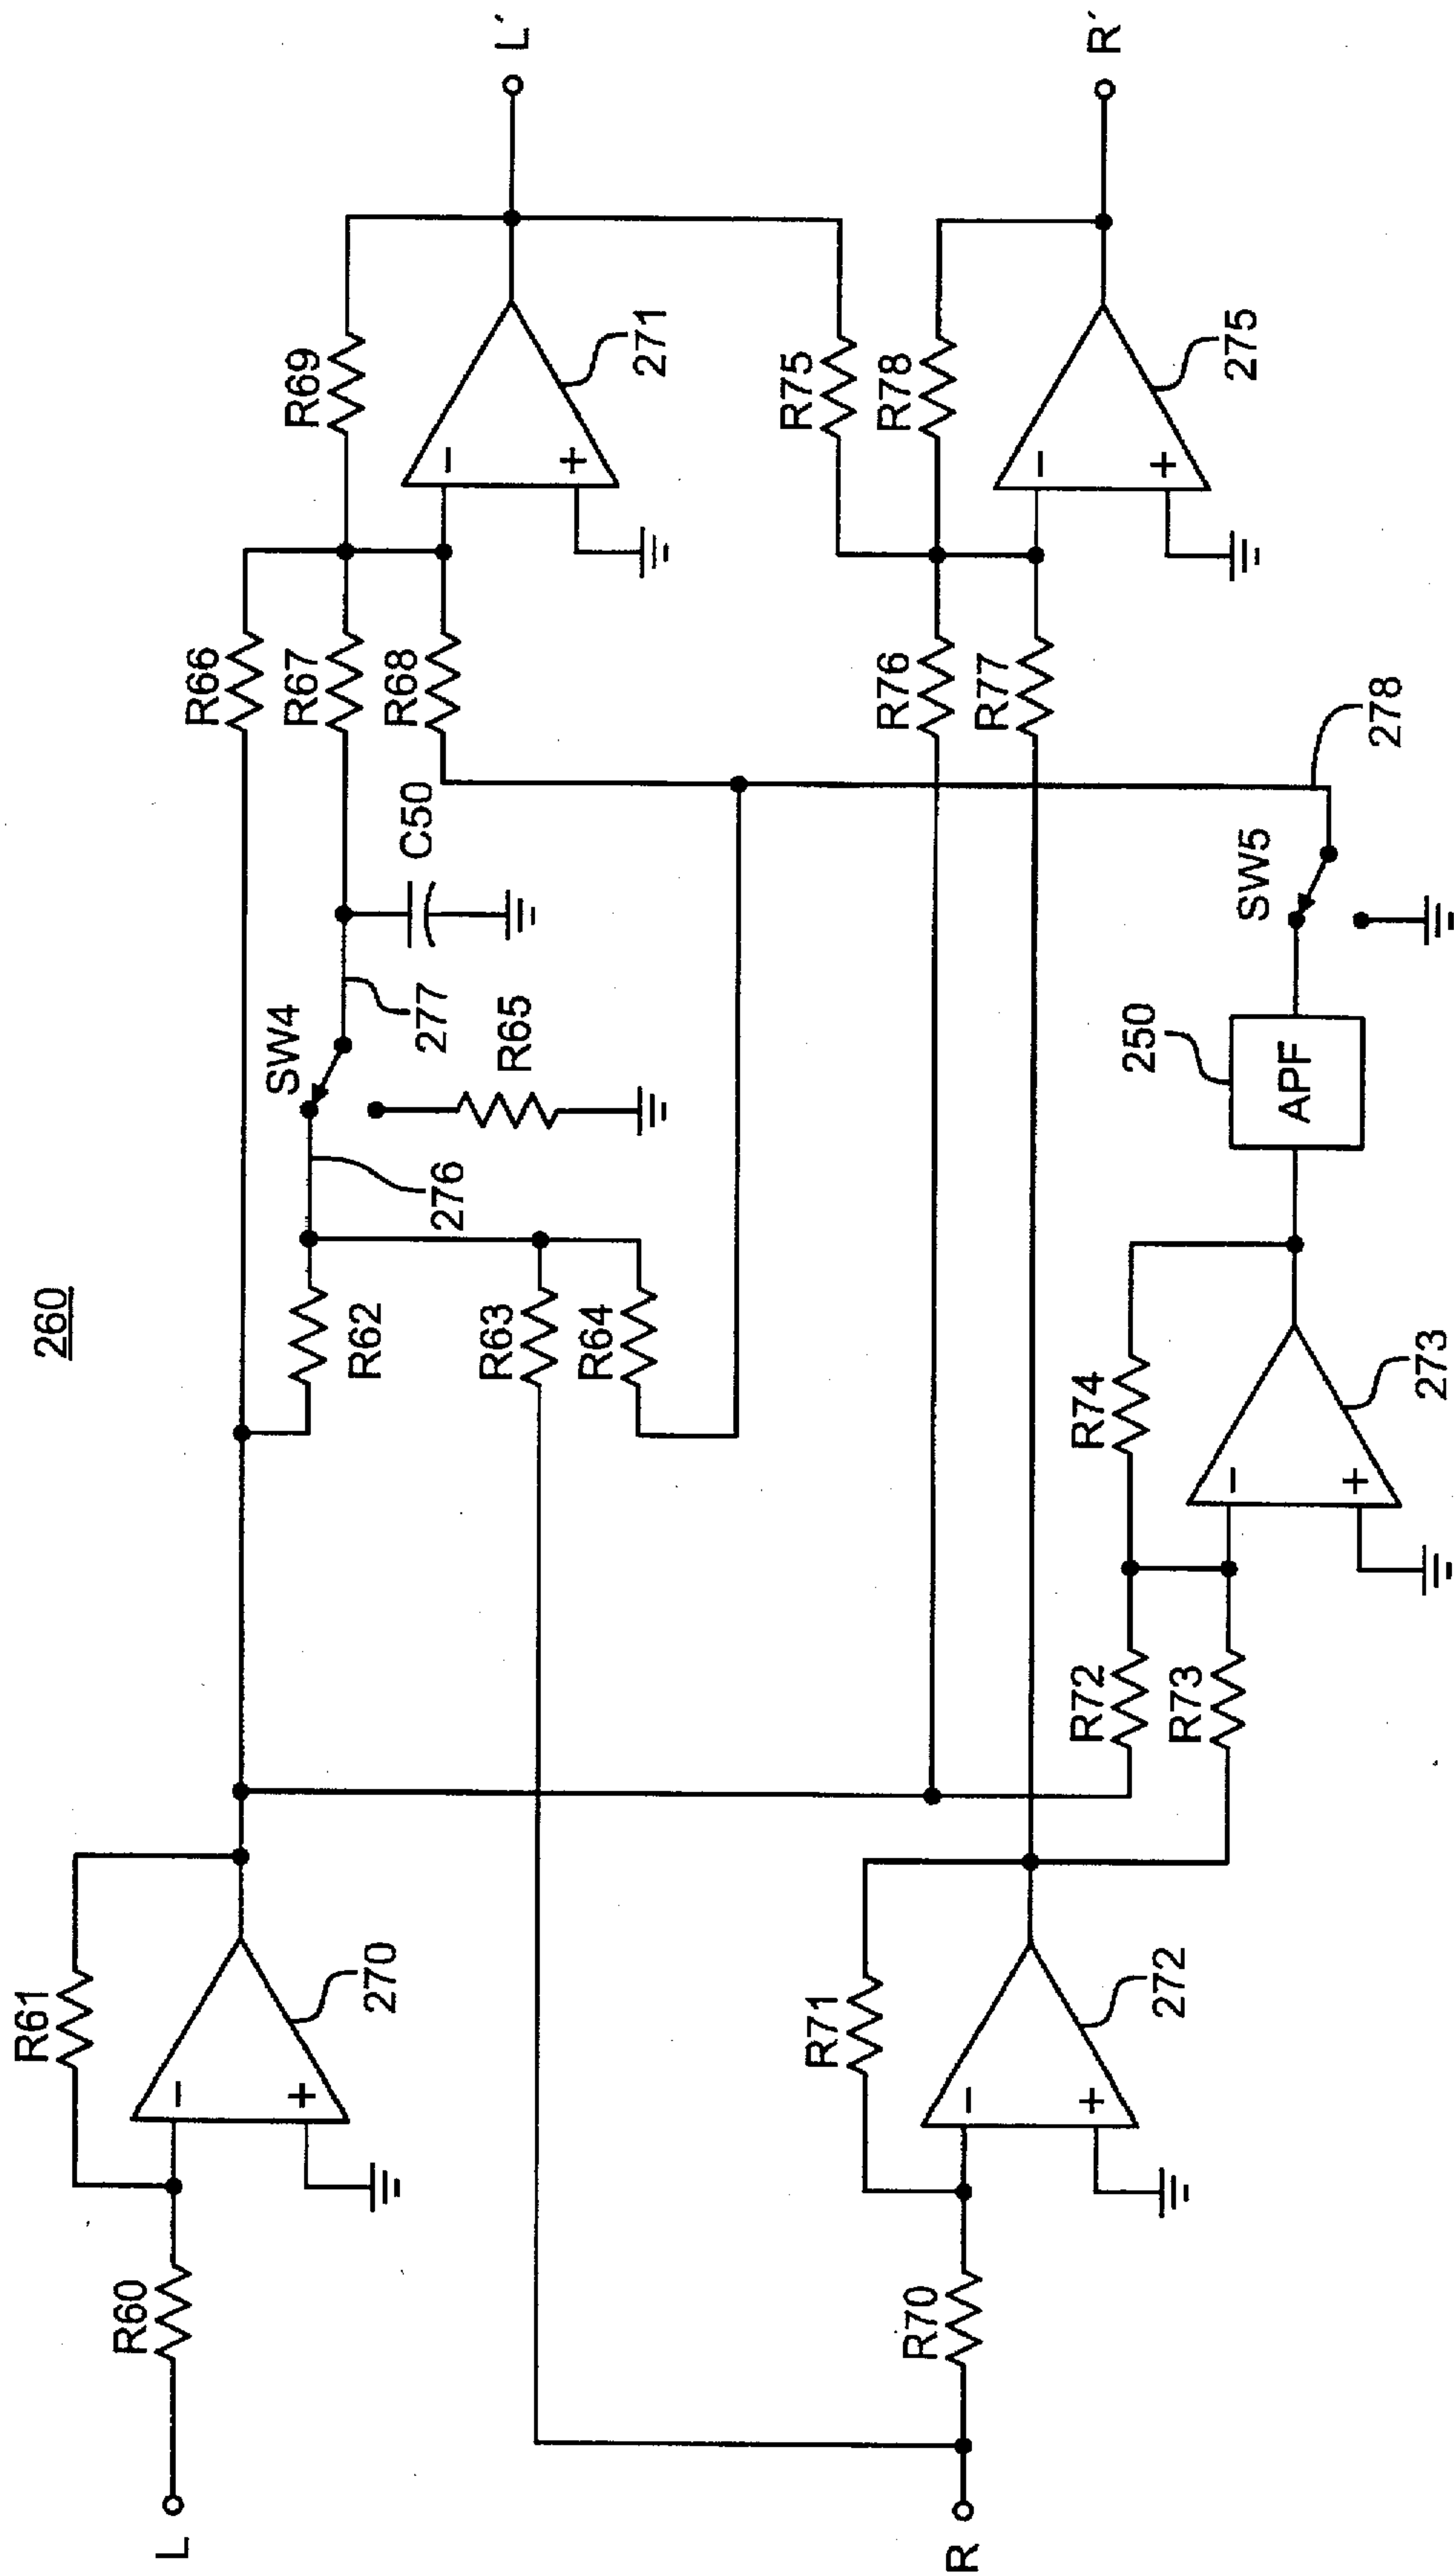 260
L
R60
R61
−
+
270
R62
R63
R64
276
SW4
R65
277
C50
R66
R67
R68
R69
−
+
271
L´
R
R70
R71
−
+
272
R72
R73
R74
−
+
273
250
APF
SW5
278
R76
R77
R75
R78
−
+
275
R´